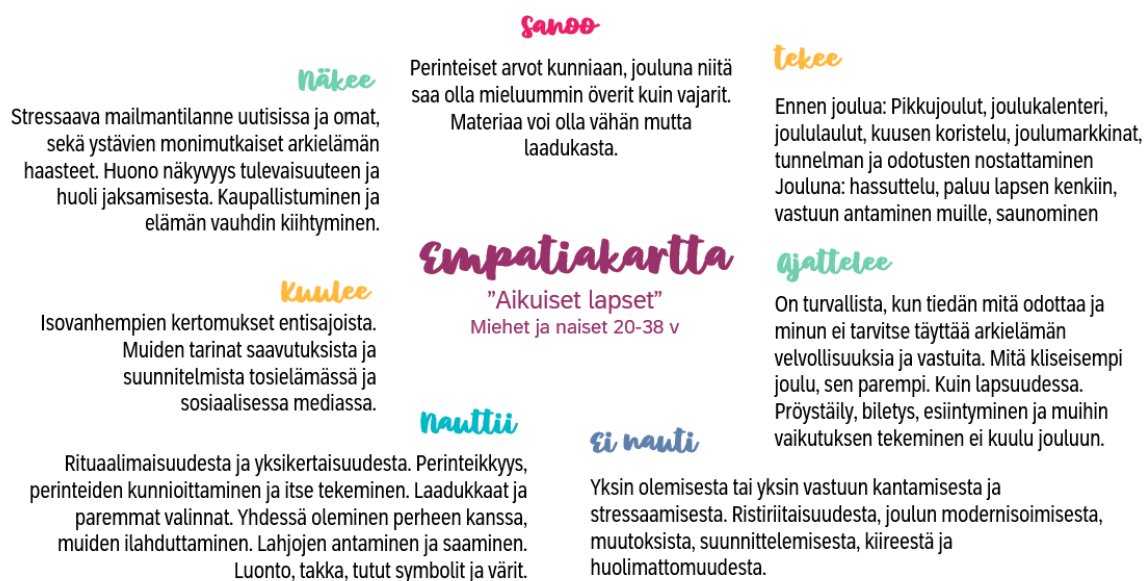 Sanoo
Perinteiset arvot kunniaan, jouluna niitä
saa olla mieluummin överit kuin vajarit.
Materiaa voi olla vähän mutta
laadukasta.
Näkee
Stressaava mailmantilanne uutisissa ja omat,
sekä ystävien monimutkaiset arkielämän
haasteet. Huono näkyvyys tulevaisuuteen ja
huoli jaksamisesta. Kaupallistuminen ja
elämän vauhdin kiihtyminen.
tekee
Ennen joulua: Pikkujoulut, joulukalenteri,
joululaulut, kuusen koristelu, joulumarkkinat,
tunnelman ja odotusten nostattaminen
Jouluna: hassuttelu, paluu lapsen kenkiin,
vastuun antaminen muille, saunominen
Empatiakartta
"Aikuiset lapset"
Miehet ja naiset 20-38 v
Kuulee
Isovanhempien kertomukset entisajoista.
Muiden tarinat saavutuksista ja
suunnitelmista tosielämässä ja
sosiaalisessa mediassa.
Ajattelee
On turvallista, kun tiedän mitä odottaa ja
minun ei tarvitse täyttää arkielämän
velvollisuuksia ja vastuita. Mitä kliseisempi
joulu, sen parempi. Kuin lapsuudessa.
Pröystäily, biletys, esiintyminen ja muihin
vaikutuksen tekeminen ei kuulu jouluun.
Nauttii
Rituaalimaisuudesta ja yksikertaisuudesta. Perinteikkyys,
perinteiden kunnioittaminen ja itse tekeminen. Laadukkaat ja
paremmat valinnat. Yhdessä oleminen perheen kanssa,
muiden ilahduttaminen. Lahjojen antaminen ja saaminen.
Luonto, takka, tutut symbolit ja värit.
Ei nauti
Yksin olemisesta tai yksin vastuun kantamisesta ja
stressaamisesta. Ristiriitaisuudesta, joulun modernisoimisesta,
muutoksista, suunnittelemisesta, kiireestä ja
huolimattomuudesta.